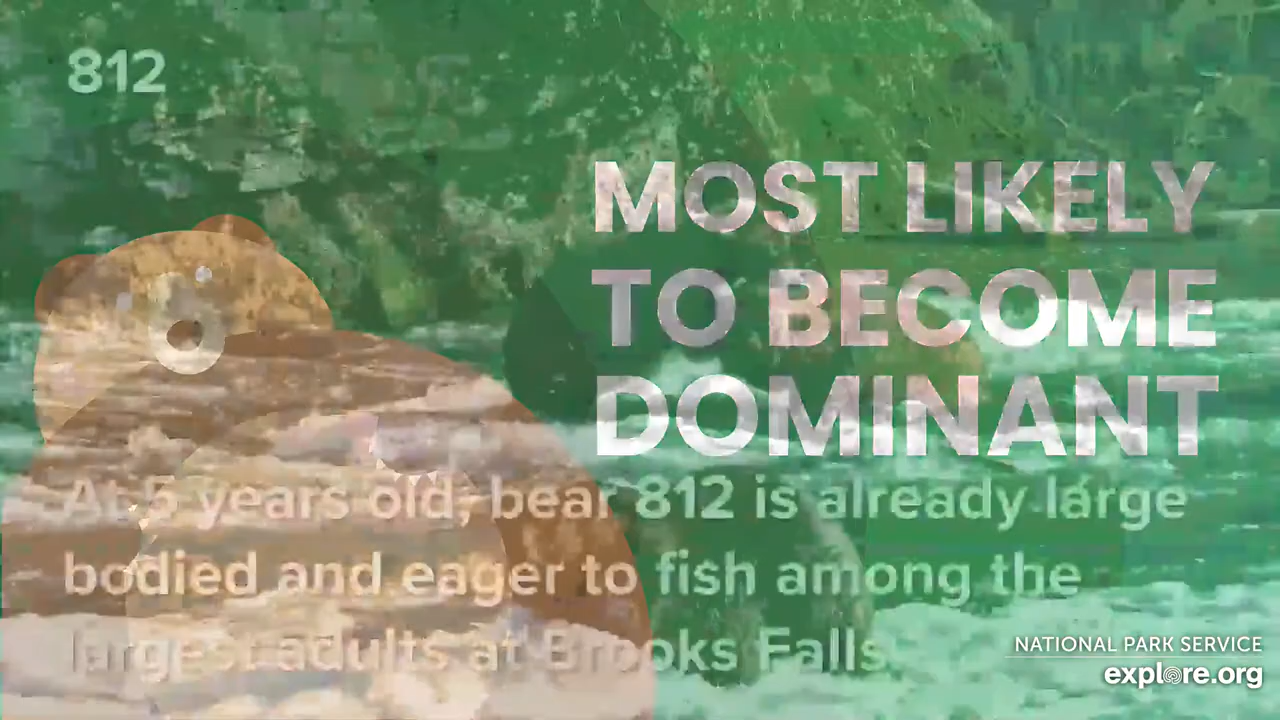 812
MOST LIKELY
TO BECOME
DOMINANT
At 5 years old, bear 812 is already large
bodied and eager to fish among the
largest adults at Brooks Falls.
NATIONAL PARK SERVICE
explore.org